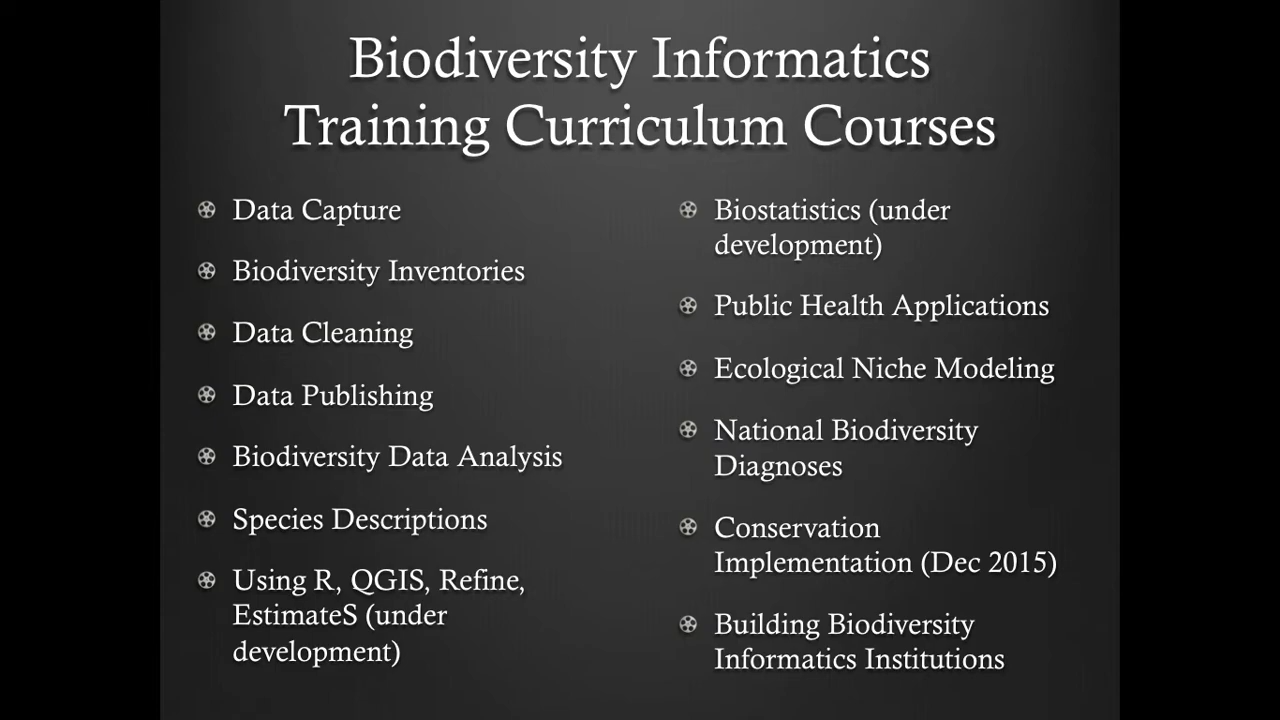 Biodiversity Informatics
Training Curriculum Courses
Data Capture
Biodiversity Inventories
Data Cleaning
Data Publishing
Biodiversity Data Analysis
Species Descriptions
Using R, QGIS, Refine,
EstimateS (under
development)
Biostatistics (under
development)
Public Health Applications
Ecological Niche Modeling
National Biodiversity
Diagnoses
Conservation
Implementation (Dec 2015)
Building Biodiversity
Informatics Institutions